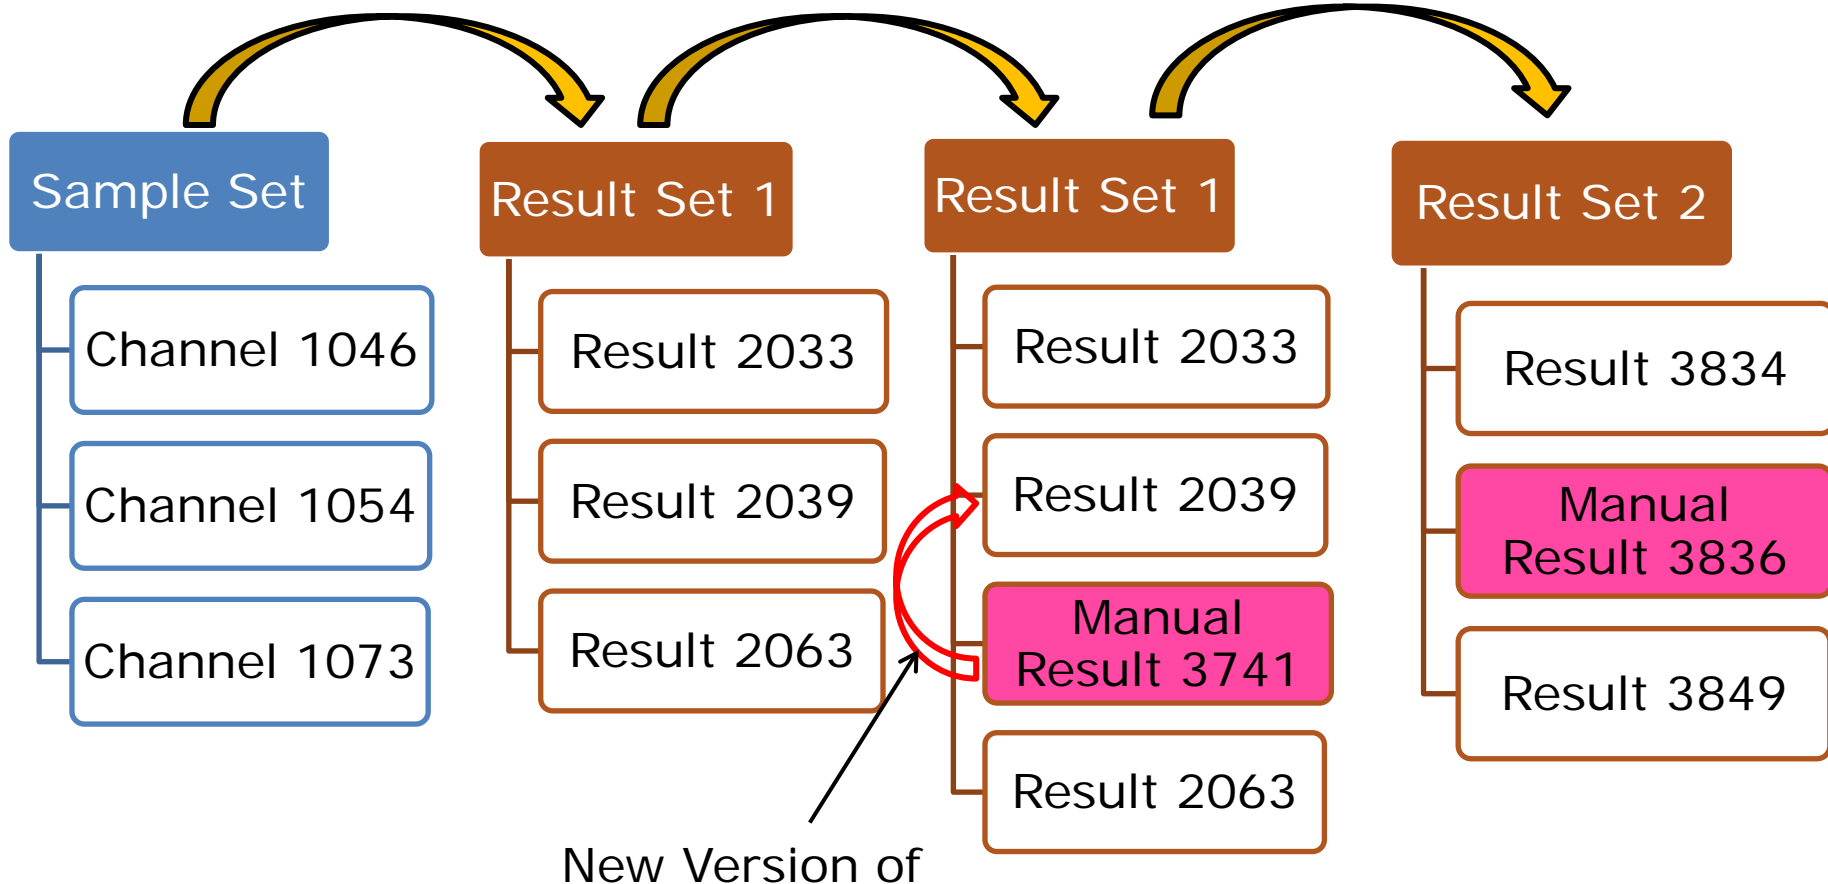 Sample Set
Channel 1046
Channel 1054
Channel 1073
Result Set 1
Result 2033
Result 2039
Result 2063
Result Set 1
Result 2033
Result 2039
Manual
Result 3741
Result 2063
Result Set 2
Result 3834
Manual
Result 3836
Result 3849
New Version of